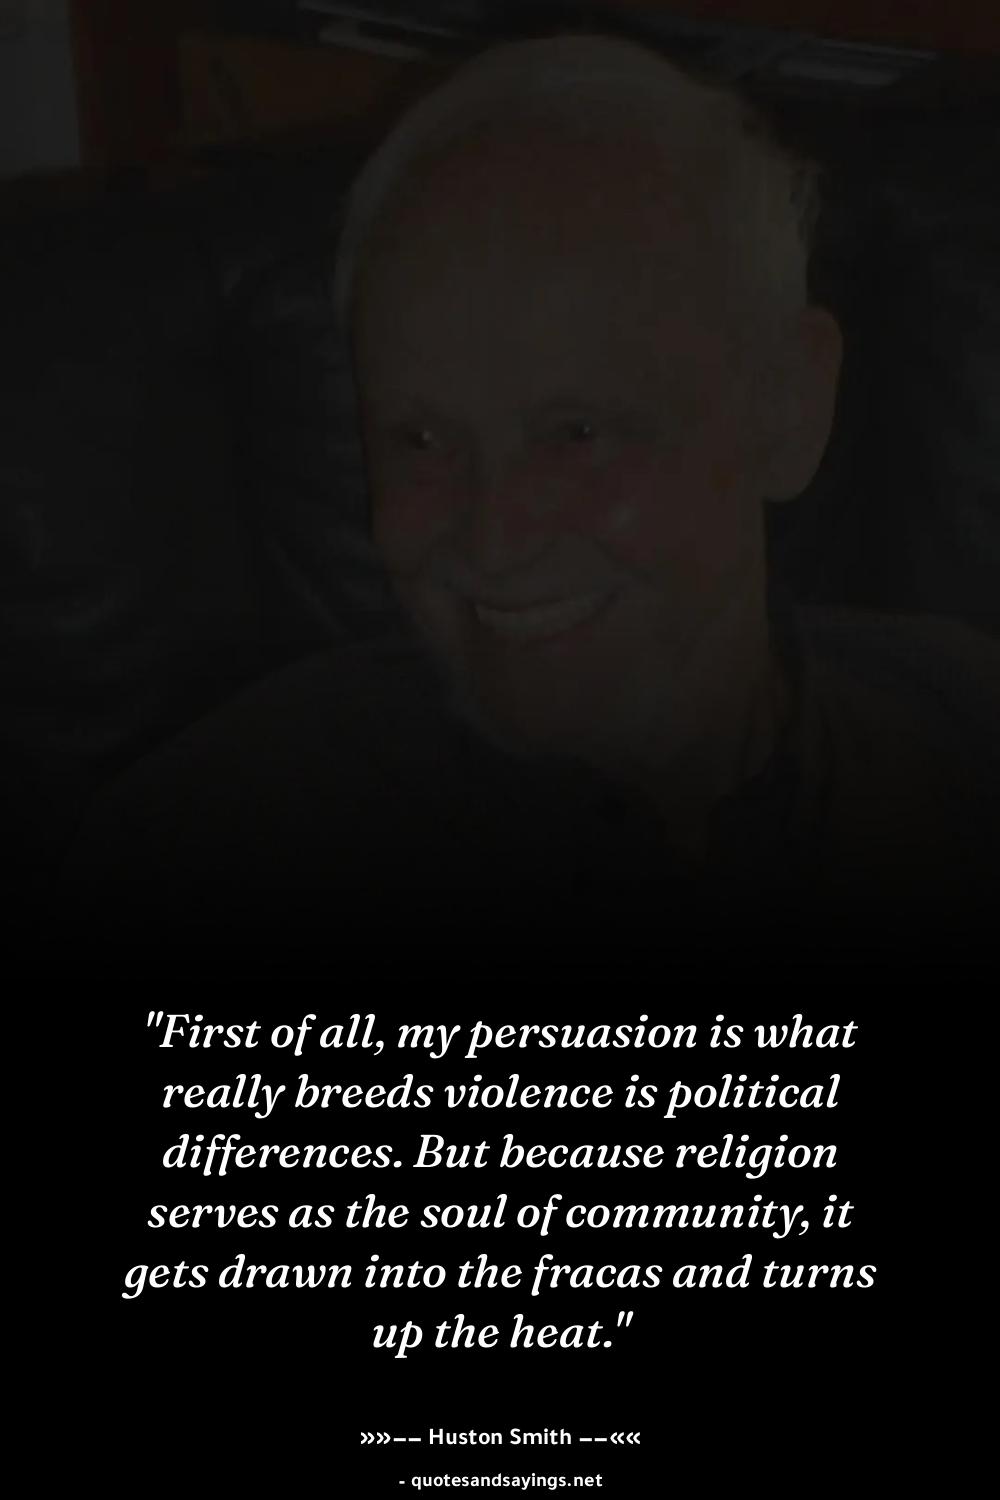 "First of all, my persuasion is what
really breeds violence is political
differences. But because religion
serves as the soul of community, it
gets drawn into the fracas and turns
up the heat."
»»−− Huston Smith −−««
- quotesandsayings.net